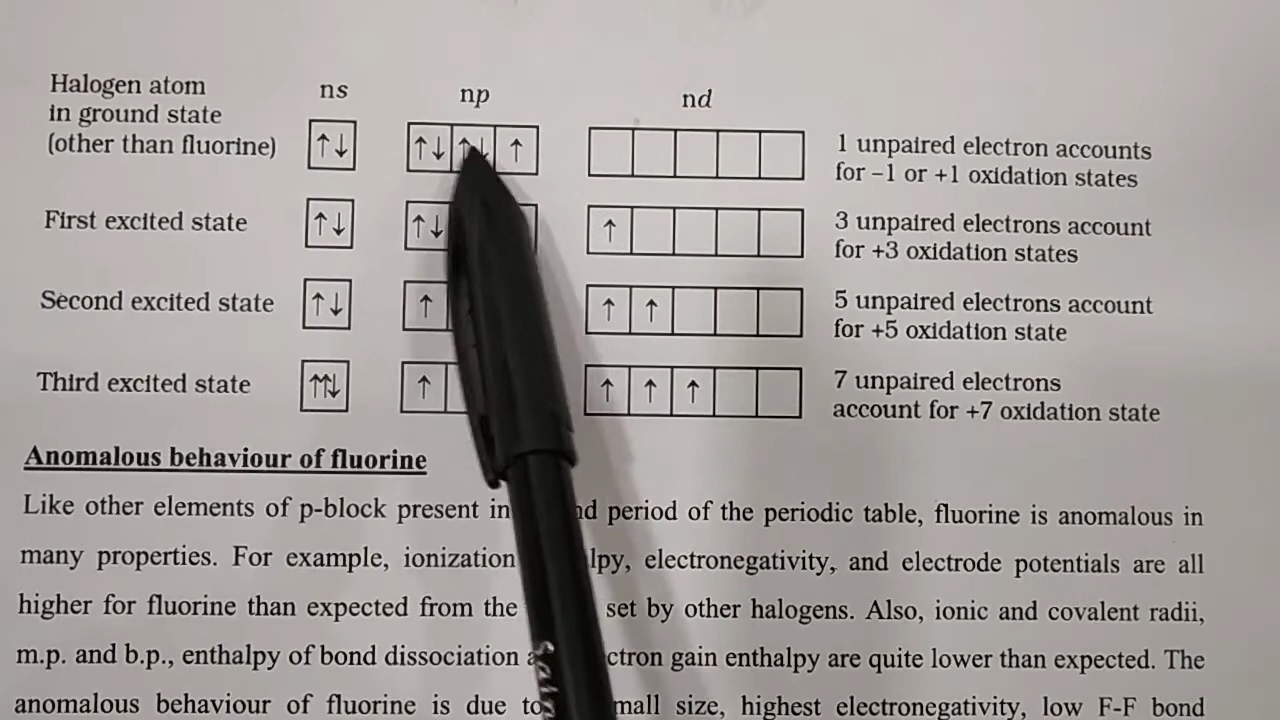 Halogen atom
in ground state
(other than fluorine)
ns
np
nd
↑↓
↑↓ ↑↓ ↑
1 unpaired electron accounts
for –1 or +1 oxidation states
First excited state
↑↓
↑↓
↑
3 unpaired electrons account
for +3 oxidation states
Second excited state
↑↓
↑
↑ ↑
5 unpaired electrons account
for +5 oxidation state
Third excited state
↑↑↓
↑
↑ ↑ ↑
7 unpaired electrons
account for +7 oxidation state
Anomalous behaviour of fluorine
Like other elements of p-block present in period of the periodic table, fluorine is anomalous in
many properties. For example, ionization electronegativity, and electrode potentials are all
higher for fluorine than expected from the set by other halogens. Also, ionic and covalent radii,
m.p. and b.p., enthalpy of bond dissociation gain enthalpy are quite lower than expected. The
anomalous behaviour of fluorine is due to size, highest electronegativity, low F-F bond